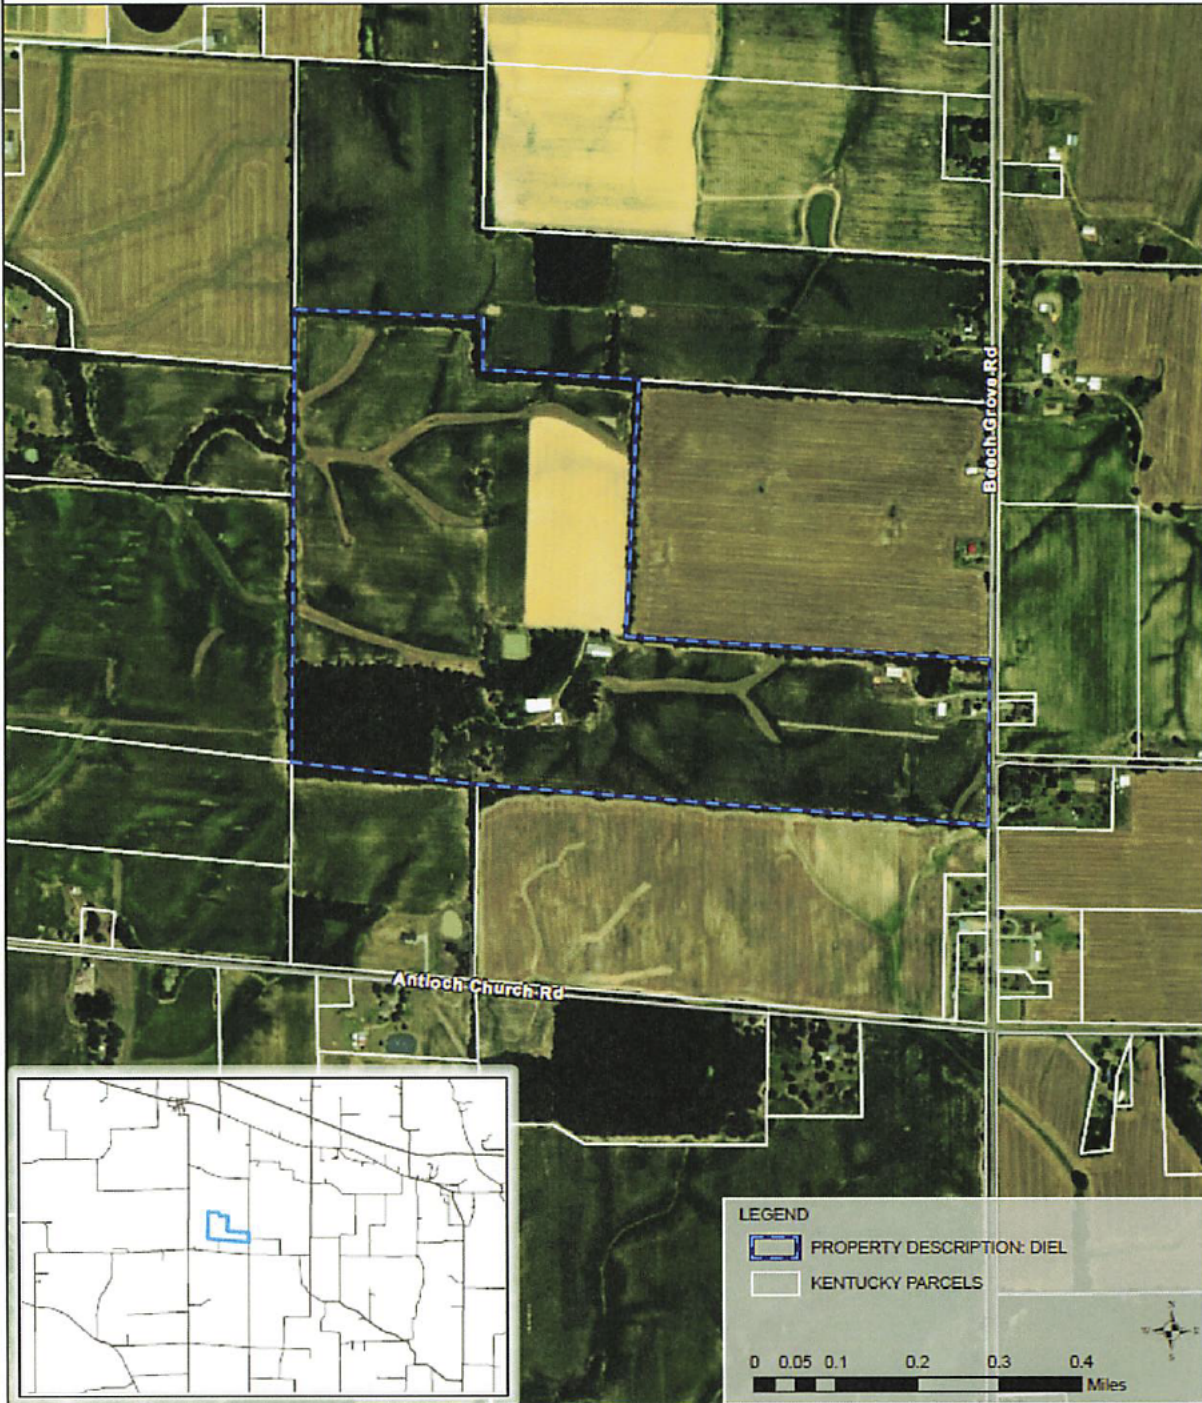 Beech Grove Rd
Antioch Church Rd
LEGEND
PROPERTY DESCRIPTION: DIEL
KENTUCKY PARCELS
N
W E
S
0 0.05 0.1 0.2 0.3 0.4
Miles